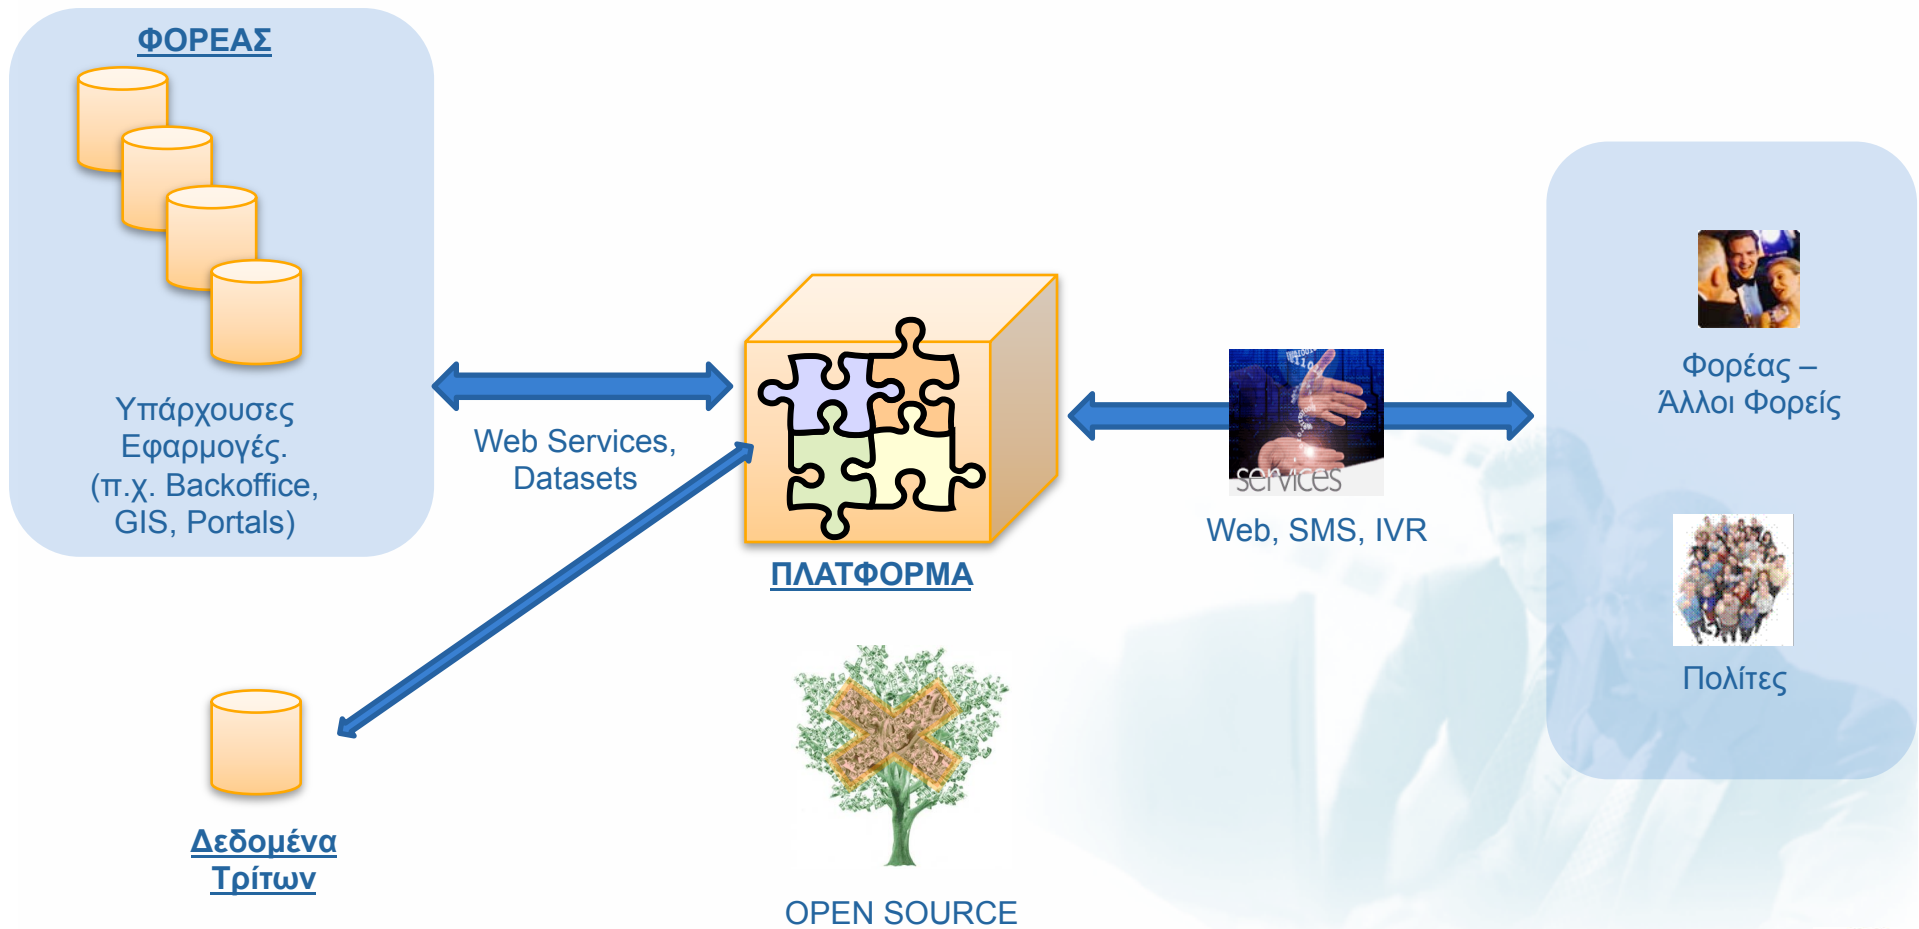 ΦΟΡΕΑΣ
Υπάρχουσες
Εφαρμογές.
(π.χ. Backoffice,
GIS, Portals)
Web Services,
Datasets
ΠΛΑΤΦΟΡΜΑ
services
Web, SMS, IVR
Φορέας –
Άλλοι Φορείς
Πολίτες
Δεδομένα
Τρίτων
OPEN SOURCE